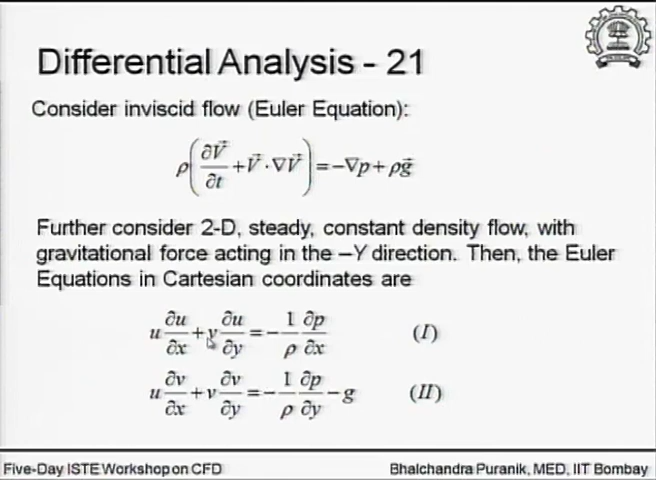 Differential Analysis - 21
Consider inviscid flow (Euler Equation):
ρ(∂V⃗/∂t + V⃗ · ∇V⃗) = −∇p + ρg⃗
Further consider 2-D, steady, constant density flow, with
gravitational force acting in the –Y direction. Then, the Euler
Equations in Cartesian coordinates are
u ∂u/∂x + v ∂u/∂y = − 1/ρ ∂p/∂x (I)
u ∂v/∂x + v ∂v/∂y = − 1/ρ ∂p/∂y − g (II)
Five-Day ISTE Workshop on CFD
Bhalchandra Puranik, MED, IIT Bombay